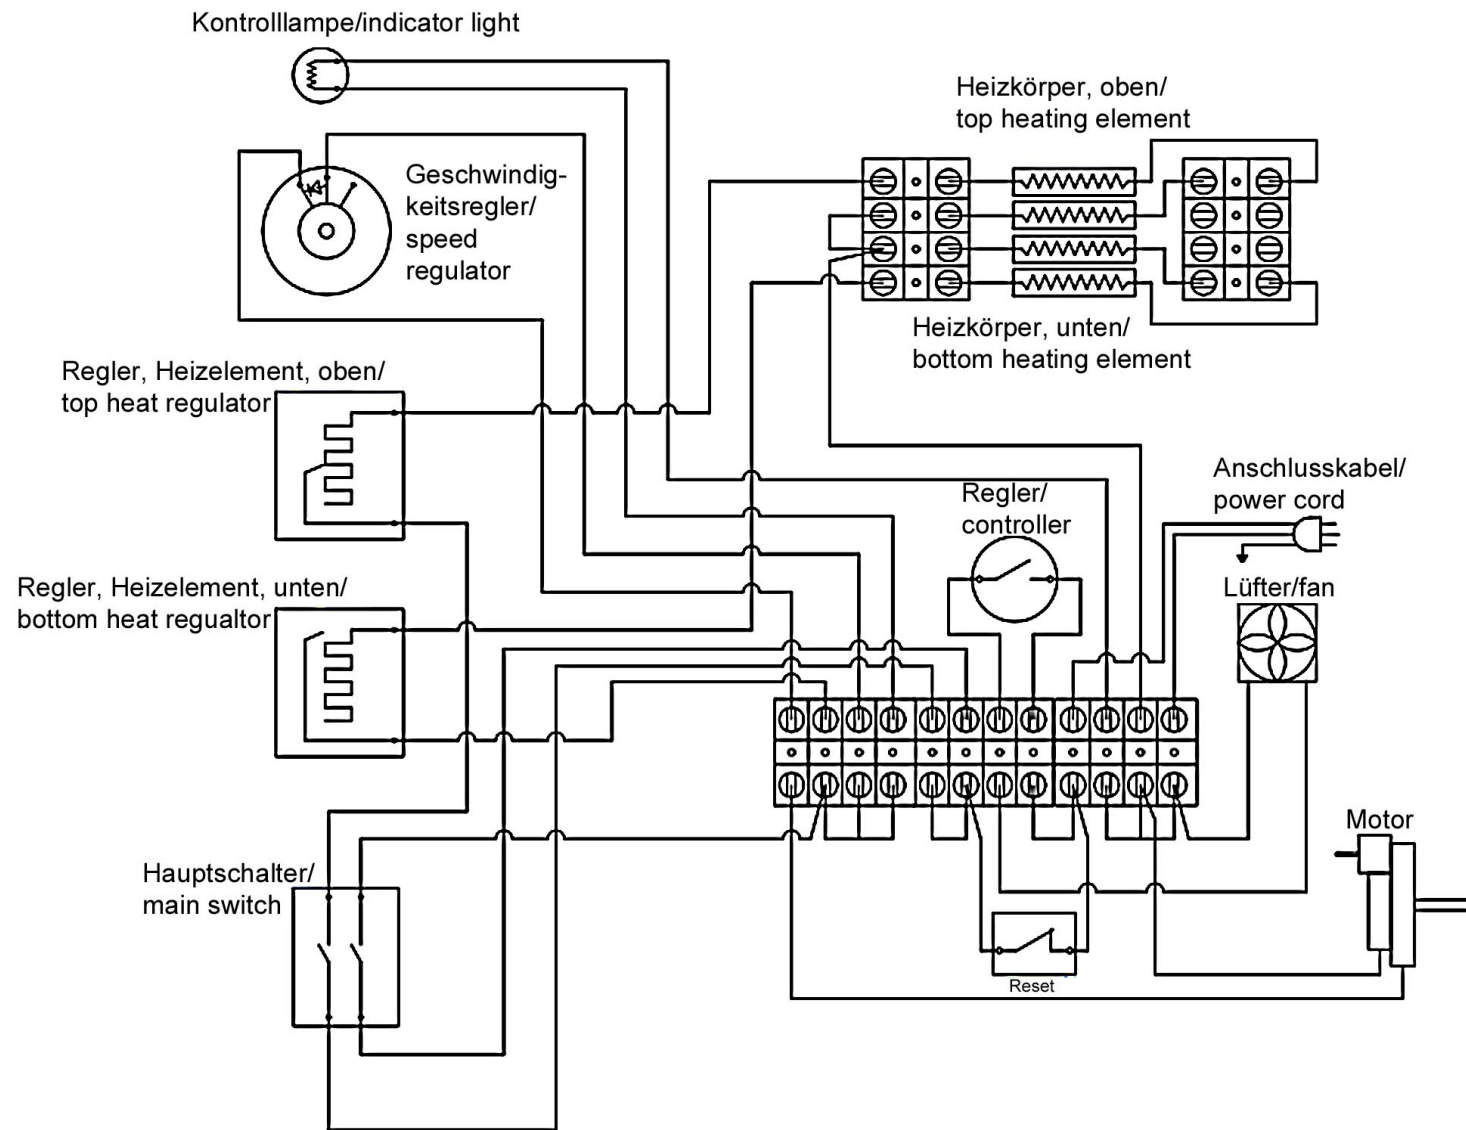 Kontrolllampe/indicator light
Heizkörper, oben/
top heating element
Geschwindig-
keitsregler/
speed
regulator
Heizkörper, unten/
bottom heating element
Regler, Heizelement, oben/
top heat regulator
Anschlusskabel/
power cord
Regler/
controller
Regler, Heizelement, unten/
bottom heat regualtor
Lüfter/fan
Motor
Hauptschalter/
main switch
Reset